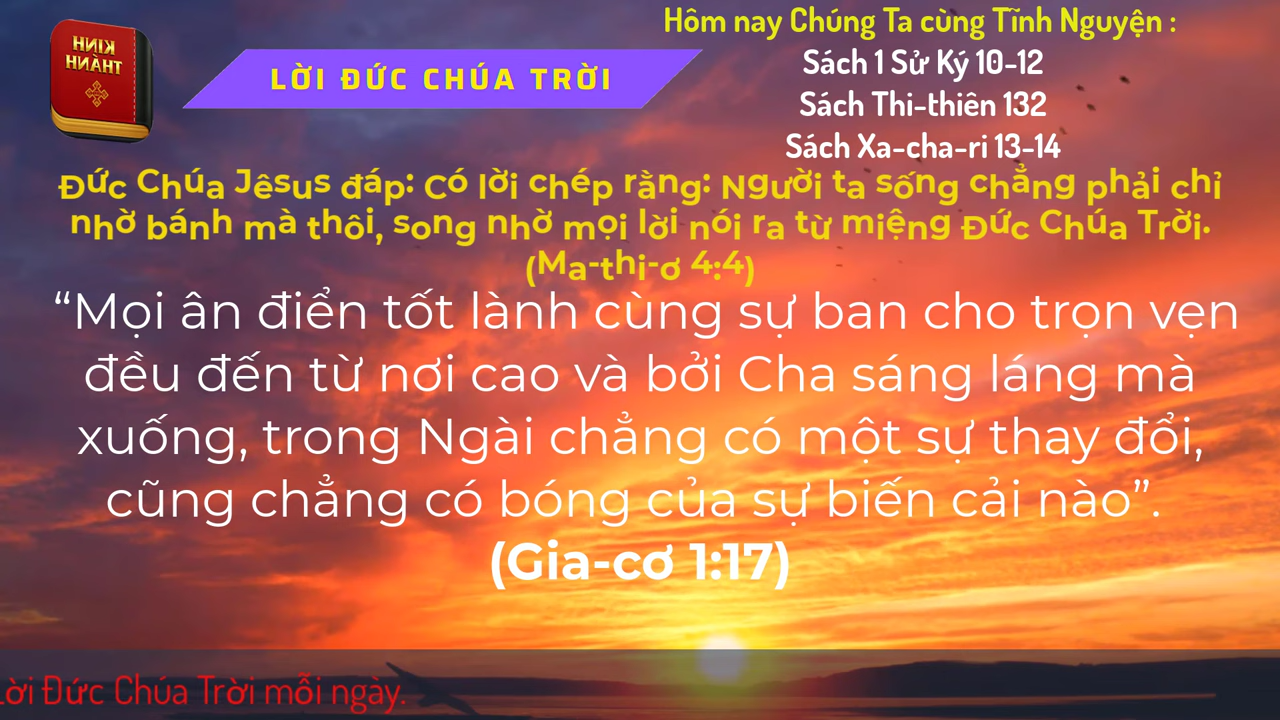 KINH
THÁNH
LỜI ĐỨC CHÚA TRỜI
Hôm nay Chúng Ta cùng Tĩnh Nguyện :
Sách 1 Sử Ký 10-12
Sách Thi-thiên 132
Sách Xa-cha-ri 13-14
Đức Chúa Jêsus đáp: Có lời chép rằng: Người ta sống chẳng phải chỉ
nhờ bánh mà thôi, song nhờ mọi lời nói ra từ miệng Đức Chúa Trời.
(Ma-thi-ơ 4:4)
“Mọi ân điển tốt lành cùng sự ban cho trọn vẹn
đều đến từ nơi cao và bởi Cha sáng láng mà
xuống, trong Ngài chẳng có một sự thay đổi,
cũng chẳng có bóng của sự biến cải nào”.
(Gia-cơ 1:17)
Lời Đức Chúa Trời mỗi ngày.